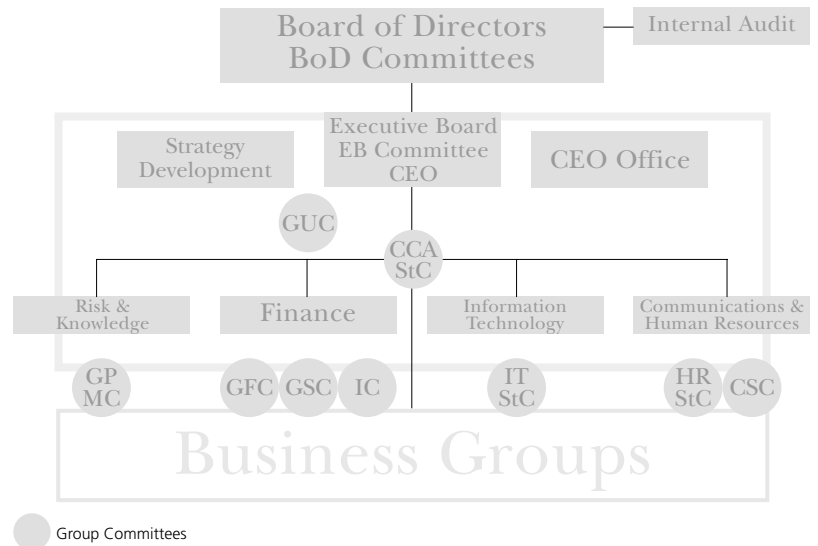 Board of Directors
BoD Committees
Internal Audit
Strategy
Development
Executive Board
EB Committee
CEO
CEO Office
GUC
CCA
StC
Risk &
Knowledge
Finance
Information
Technology
Communications &
Human Resources
GP
MC
GFC
GSC
IC
IT
StC
HR
StC
CSC
Business Groups
Group Committees